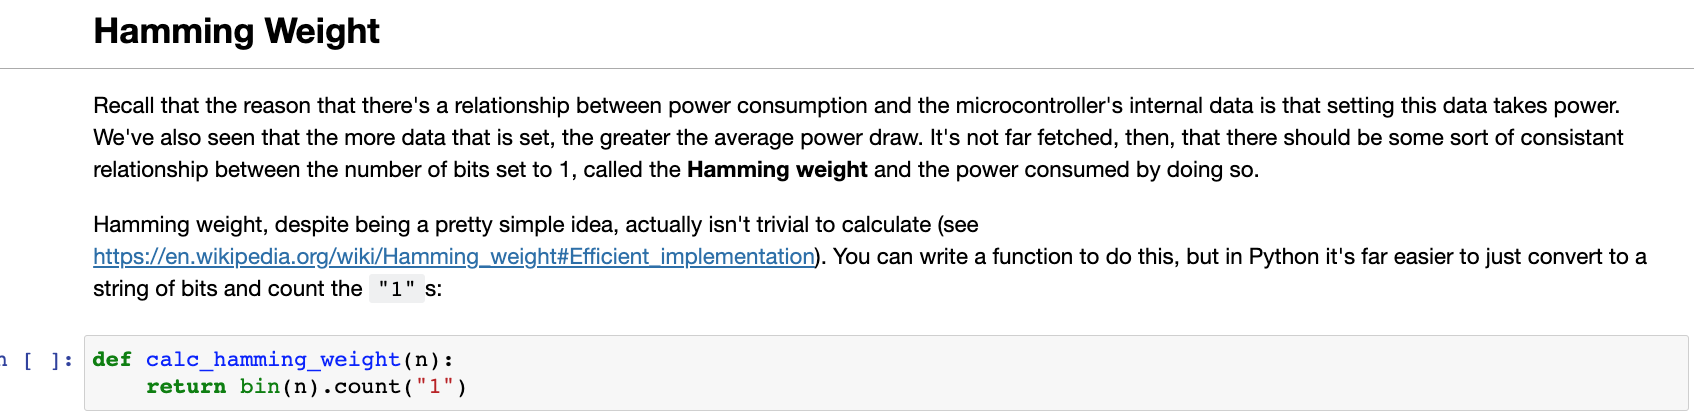 Hamming Weight
Recall that the reason that there's a relationship between power consumption and the microcontroller's internal data is that setting this data takes power.
We've also seen that the more data that is set, the greater the average power draw. It's not far fetched, then, that there should be some sort of consistant
relationship between the number of bits set to 1, called the Hamming weight and the power consumed by doing so.
Hamming weight, despite being a pretty simple idea, actually isn't trivial to calculate (see
https://en.wikipedia.org/wiki/Hamming_weight#Efficient_implementation). You can write a function to do this, but in Python it's far easier to just convert to a
string of bits and count the "1" s:
n [ ]: def calc_hamming_weight(n):
    return bin(n).count("1")